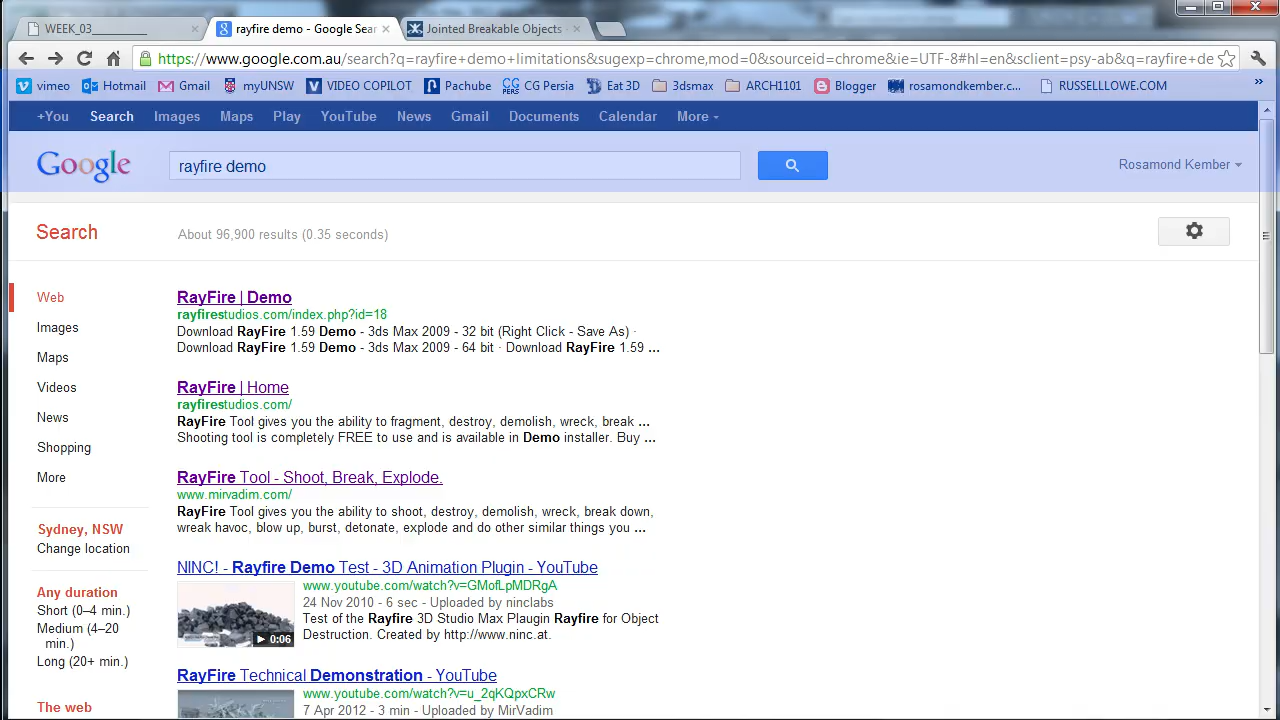 WEEK_03________
rayfire demo - Google Sear
Jointed Breakable Objects -
https://www.google.com.au/search?q=rayfire+demo+limitations&sugexp=chrome,mod=0&sourceid=chrome&ie=UTF-8#hl=en&sclient=psy-ab&q=rayfire+de
vimeo Hotmail Gmail myUNSW VIDEO COPILOT Pachube CG Persia Eat 3D 3dsmax ARCH1101 Blogger rosamondkember.c... RUSSELLLOWE.COM »
+You Search Images Maps Play YouTube News Gmail Documents Calendar More
Google
rayfire demo
Rosamond Kember
Search
About 96,900 results (0.35 seconds)
Web
Images
Maps
Videos
News
Shopping
More
Sydney, NSW
Change location
Any duration
Short (0–4 min.)
Medium (4–20
min.)
Long (20+ min.)
The web
RayFire | Demo
rayfirestudios.com/index.php?id=18
Download RayFire 1.59 Demo - 3ds Max 2009 - 32 bit (Right Click - Save As) ·
Download RayFire 1.59 Demo - 3ds Max 2009 - 64 bit · Download RayFire 1.59 ...
RayFire | Home
rayfirestudios.com/
RayFire Tool gives you the ability to fragment, destroy, demolish, wreck, break ...
Shooting tool is completely FREE to use and is available in Demo installer. Buy ...
RayFire Tool - Shoot, Break, Explode.
www.mirvadim.com/
RayFire Tool gives you the ability to shoot, destroy, demolish, wreck, break down,
wreak havoc, blow up, burst, detonate, explode and do other similar things you ...
NINC! - Rayfire Demo Test - 3D Animation Plugin - YouTube
www.youtube.com/watch?v=GMofLpMDRgA
24 Nov 2010 - 6 sec - Uploaded by ninclabs
Test of the Rayfire 3D Studio Max Plaugin Rayfire for Object
Destruction. Created by http://www.ninc.at.
0:06
RayFire Technical Demonstration - YouTube
www.youtube.com/watch?v=u_2qKQpxCRw
7 Apr 2012 - 3 min - Uploaded by MirVadim